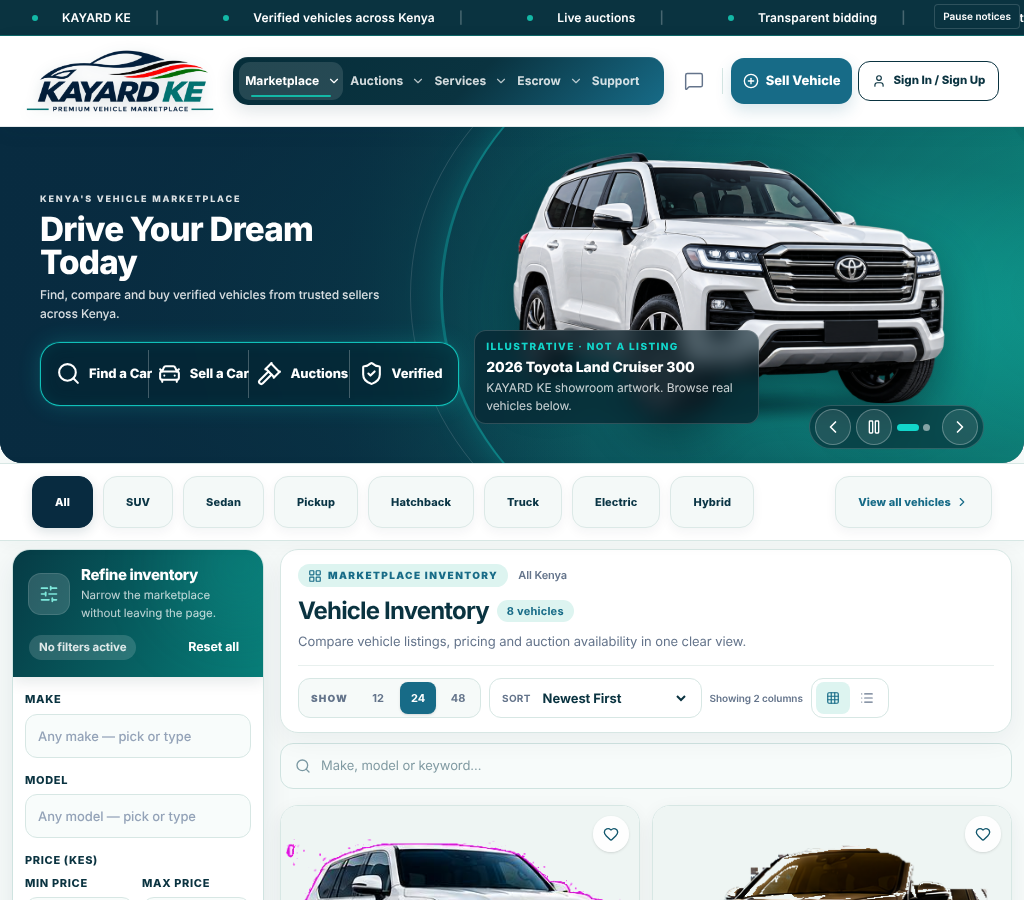 KAYARD KE
Verified vehicles across Kenya
Live auctions
Transparent bidding
Pause notices
KAYARD KE
PREMIUM VEHICLE MARKETPLACE
Marketplace
Auctions
Services
Escrow
Support
Sell Vehicle
Sign In / Sign Up
KENYA'S VEHICLE MARKETPLACE
Drive Your Dream
Today
Find, compare and buy verified vehicles from trusted sellers
across Kenya.
Find a Car
Sell a Car
Auctions
Verified
ILLUSTRATIVE · NOT A LISTING
2026 Toyota Land Cruiser 300
KAYARD KE showroom artwork. Browse real
vehicles below.
All
SUV
Sedan
Pickup
Hatchback
Truck
Electric
Hybrid
View all vehicles
Refine inventory
Narrow the marketplace
without leaving the page.
No filters active
Reset all
MAKE
Any make — pick or type
MODEL
Any model — pick or type
PRICE (KES)
MIN PRICE
MAX PRICE
MARKETPLACE INVENTORY
All Kenya
Vehicle Inventory
8 vehicles
Compare vehicle listings, pricing and auction availability in one clear view.
SHOW
12
24
48
SORT
Newest First
Showing 2 columns
Make, model or keyword...